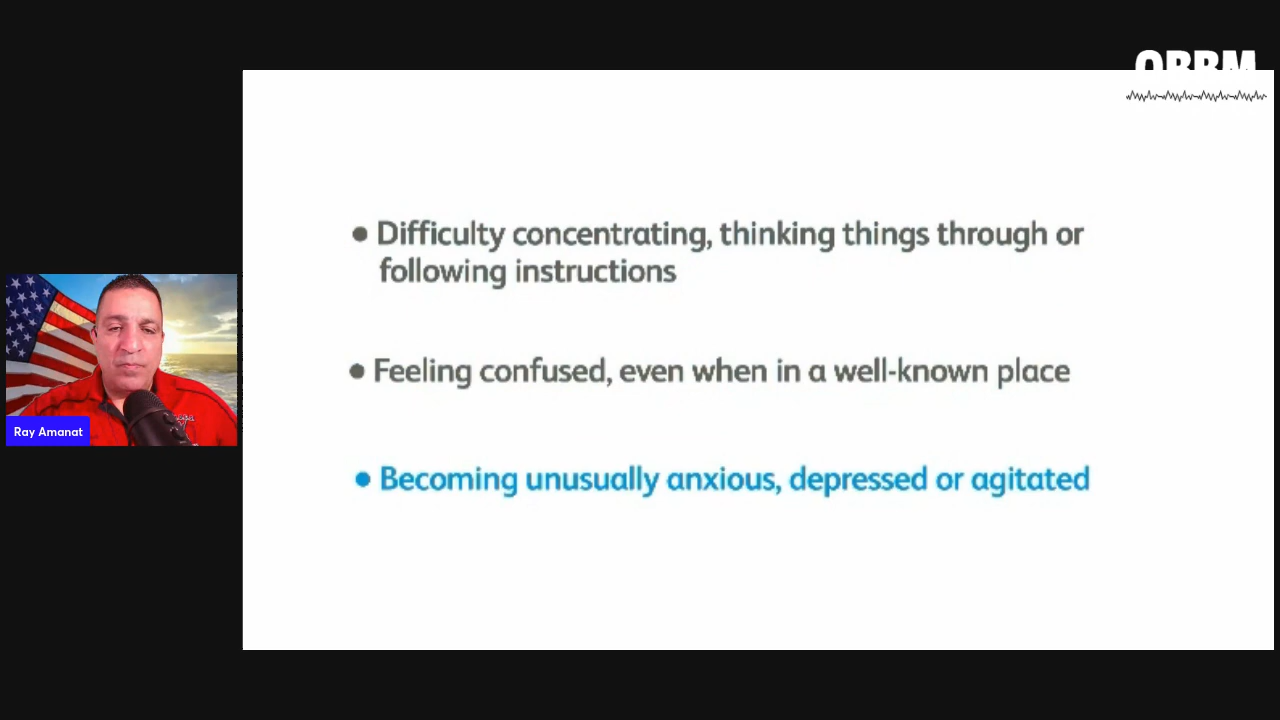 • Difficulty concentrating, thinking things through or
following instructions
• Feeling confused, even when in a well-known place
• Becoming unusually anxious, depressed or agitated
Ray Amanat